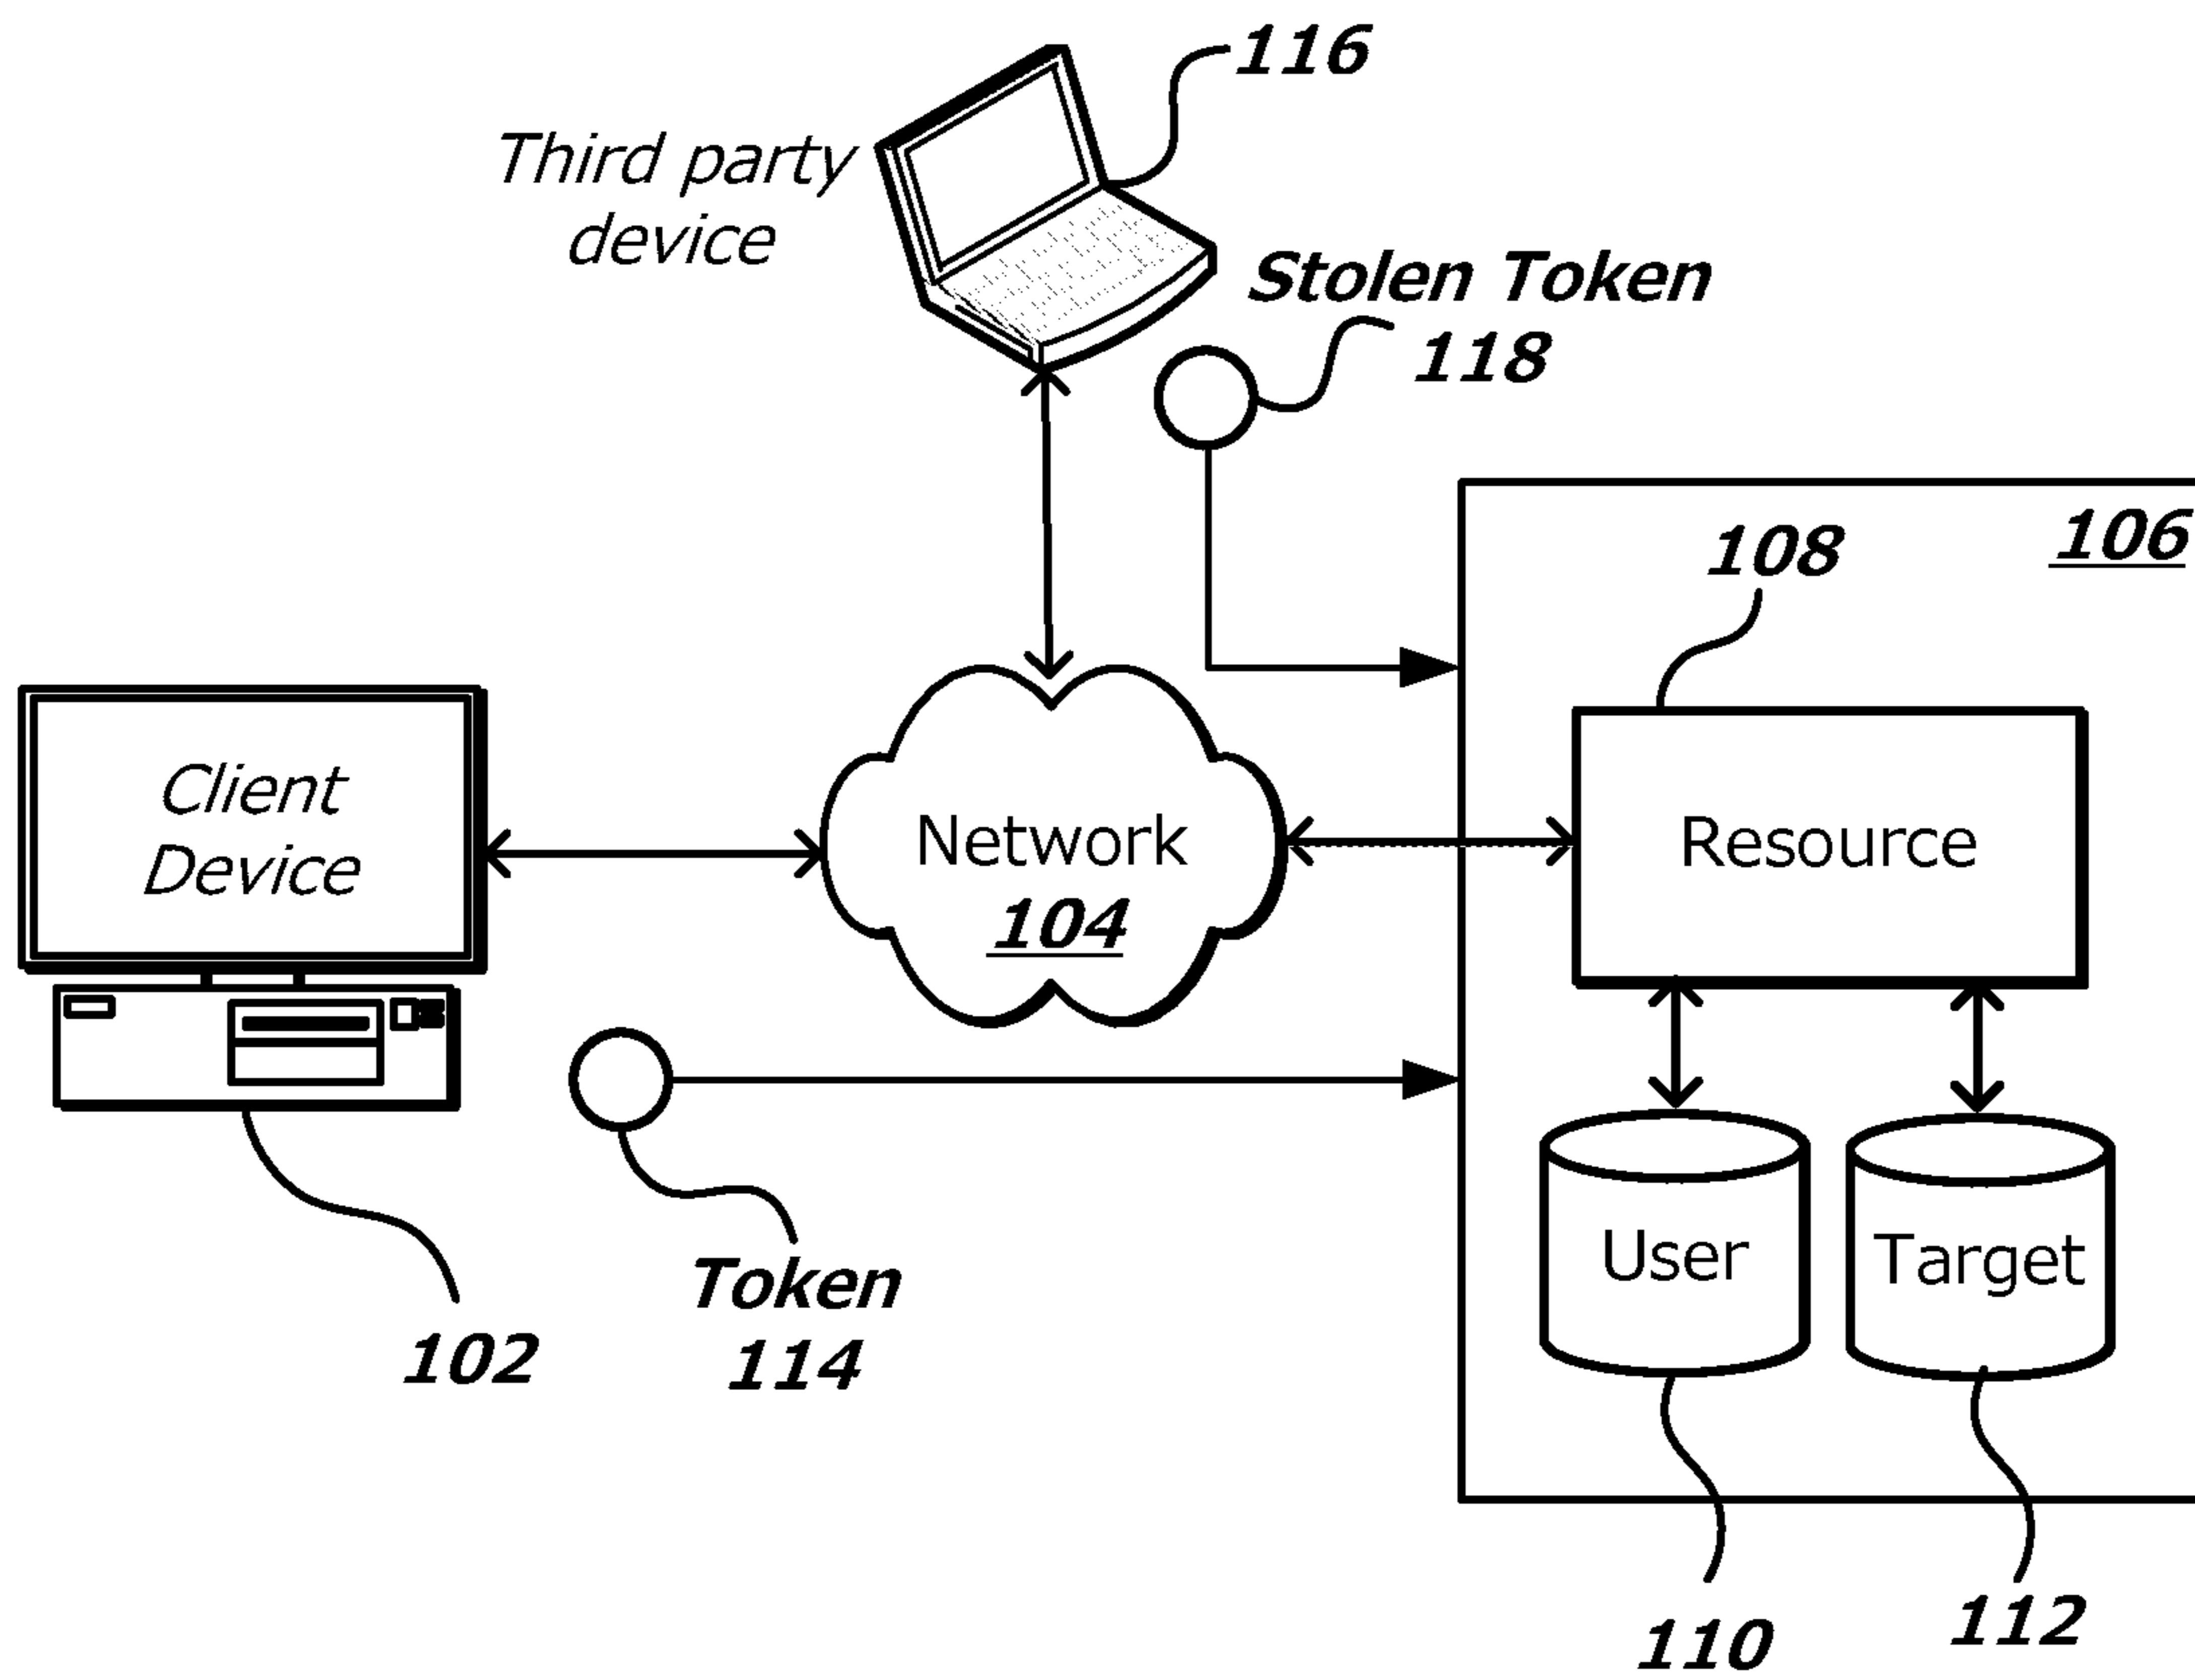 116
Third party
device
Stolen Token
118
106
108
Client
Device
Network
104
Resource
Token
114
User
Target
102
110
112